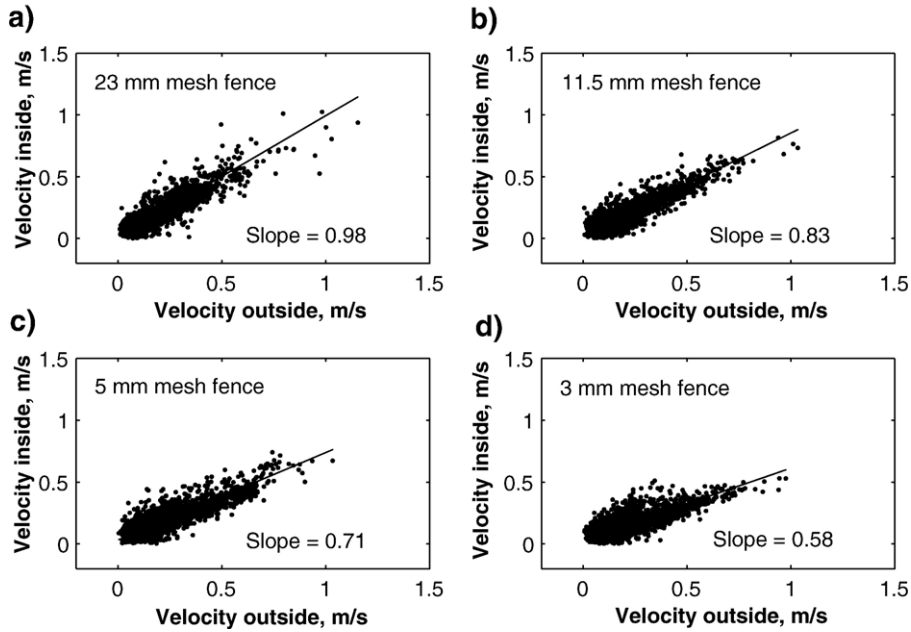 a)
1.5
23 mm mesh fence
1
0.5
0
Slope = 0.98
0 0.5 1 1.5
Velocity inside, m/s
Velocity outside, m/s
b)
1.5
11.5 mm mesh fence
1
0.5
0
Slope = 0.83
0 0.5 1 1.5
Velocity inside, m/s
Velocity outside, m/s
c)
1.5
5 mm mesh fence
1
0.5
0
Slope = 0.71
0 0.5 1 1.5
Velocity inside, m/s
Velocity outside, m/s
d)
1.5
3 mm mesh fence
1
0.5
0
Slope = 0.58
0 0.5 1 1.5
Velocity inside, m/s
Velocity outside, m/s